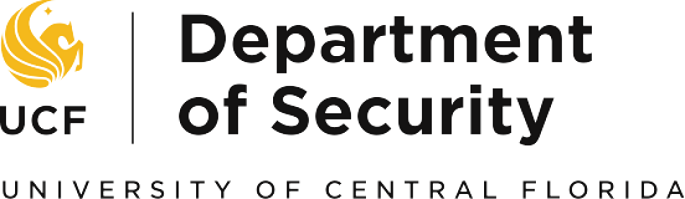 UCF
Department
of Security
UNIVERSITY OF CENTRAL FLORIDA